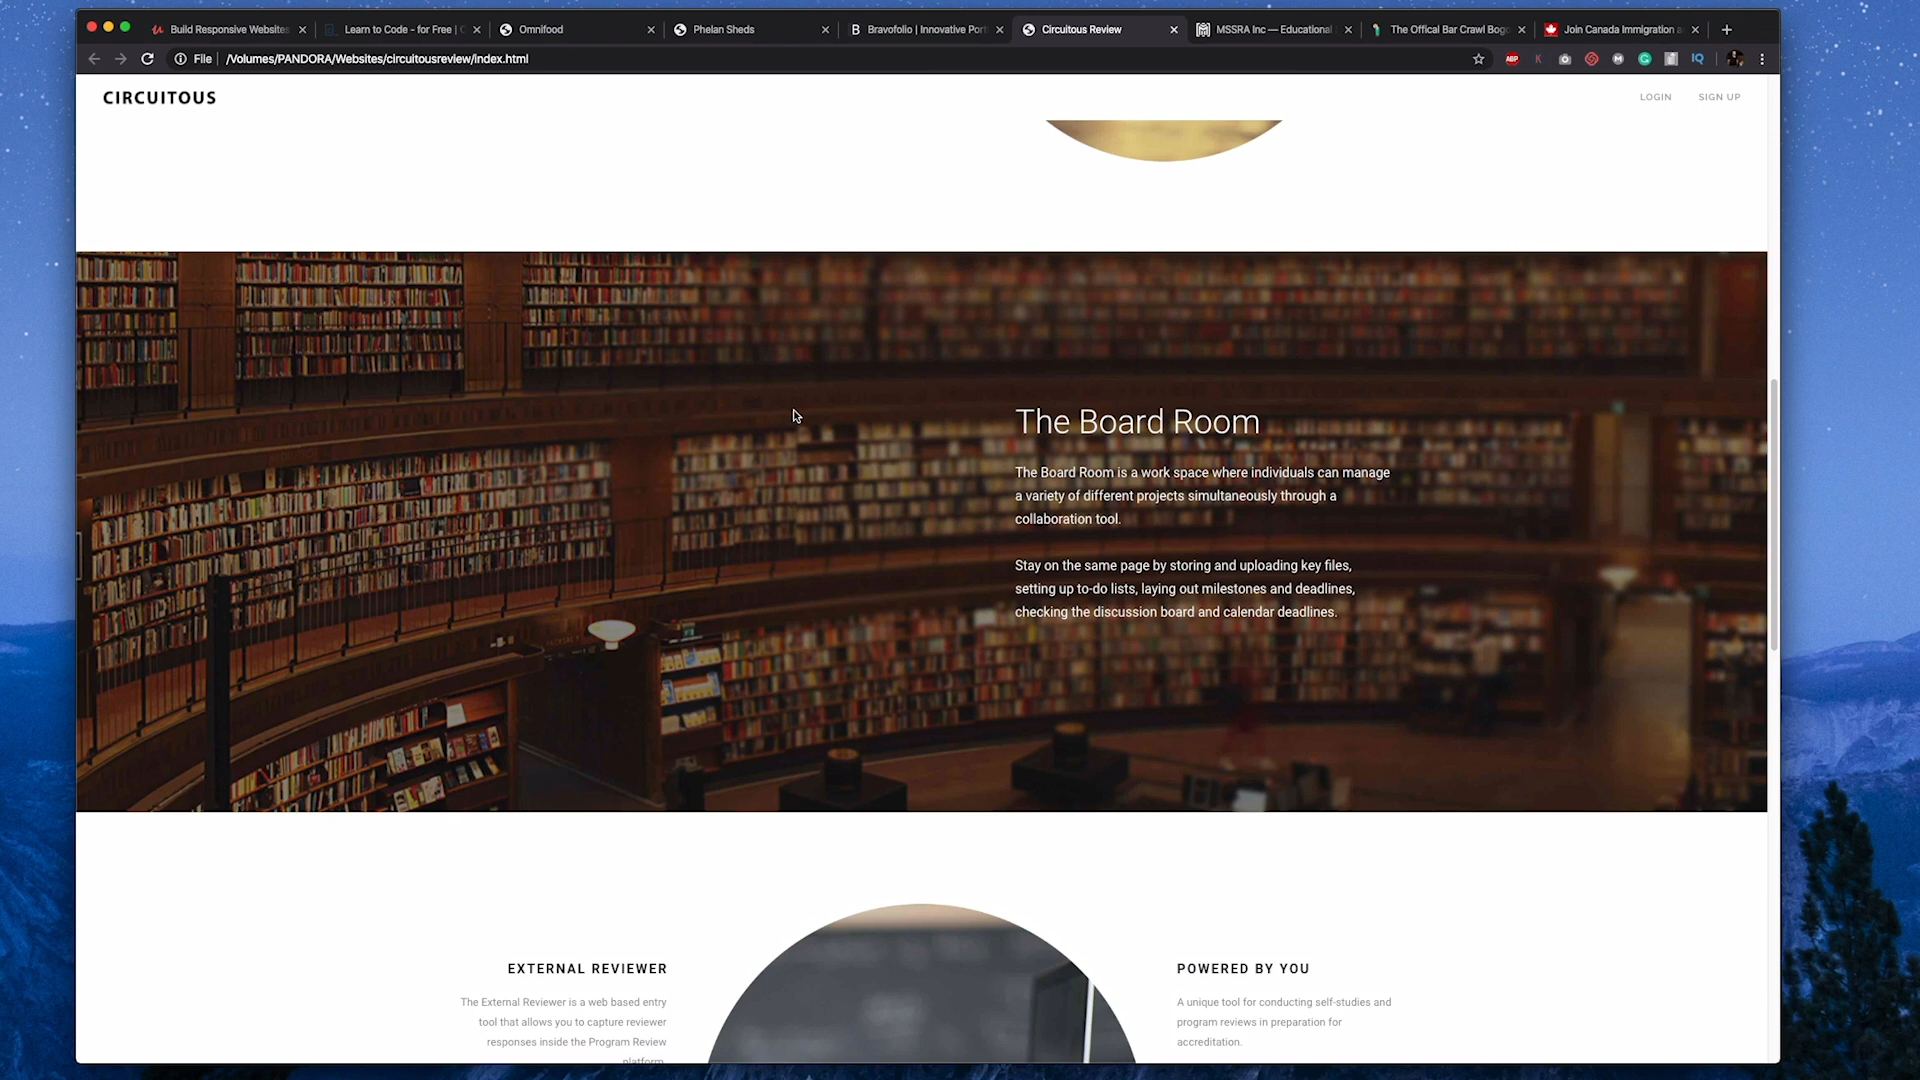 Build Responsive Websites
Learn to Code - for Free |
Omnifood
Phelan Sheds
Bravofolio | Innovative Port
Circuitous Review
MSSRA Inc — Educational
The Offical Bar Crawl Bogo
Join Canada Immigration a
File
/Volumes/PANDORA/Websites/circuitousreview/index.html
ABP
IQ
CIRCUITOUS
LOGIN
SIGN UP
The Board Room
The Board Room is a work space where individuals can manage
a variety of different projects simultaneously through a
collaboration tool.
Stay on the same page by storing and uploading key files,
setting up to-do lists, laying out milestones and deadlines,
checking the discussion board and calendar deadlines.
EXTERNAL REVIEWER
The External Reviewer is a web based entry
tool that allows you to capture reviewer
responses inside the Program Review
platform.
POWERED BY YOU
A unique tool for conducting self-studies and
program reviews in preparation for
accreditation.